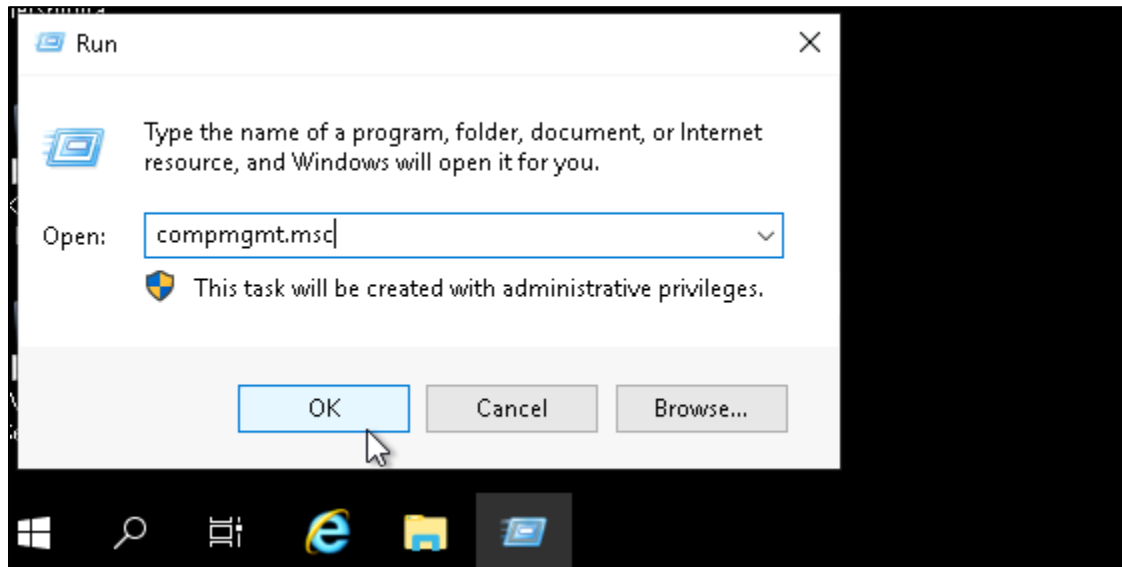 Run
Type the name of a program, folder, document, or Internet
resource, and Windows will open it for you.
Open:
compmgmt.msc
This task will be created with administrative privileges.
OK
Cancel
Browse...